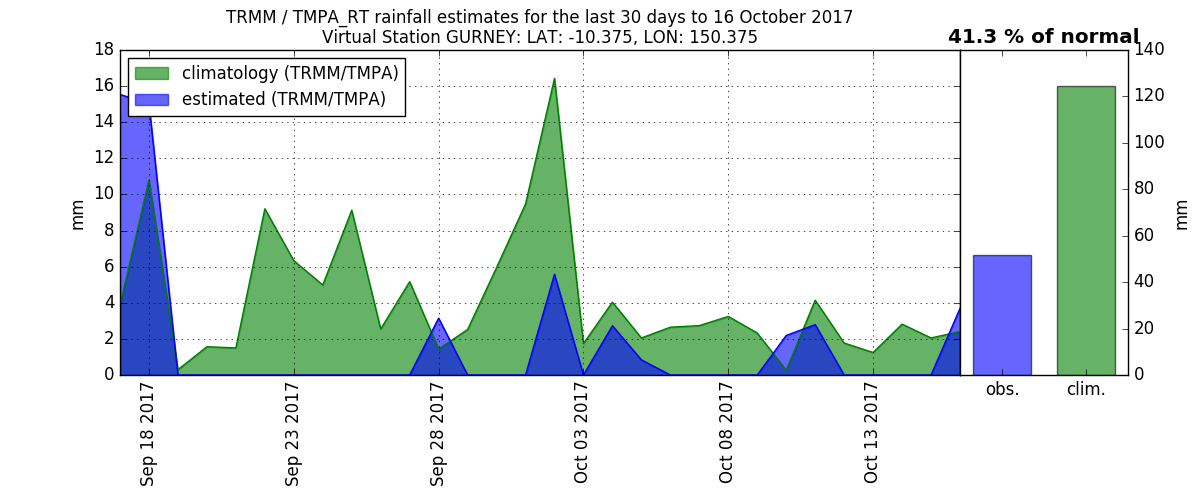 TRMM / TMPA_RT rainfall estimates for the last 30 days to 16 October 2017
Virtual Station GURNEY: LAT: -10.375, LON: 150.375
41.3 % of normal
climatology (TRMM/TMPA)
estimated (TRMM/TMPA)
mm
18
16
14
12
10
8
6
4
2
0
Sep 18 2017
Sep 23 2017
Sep 28 2017
Oct 03 2017
Oct 08 2017
Oct 13 2017
obs.
clim.
140
120
100
80
60
40
20
0
mm